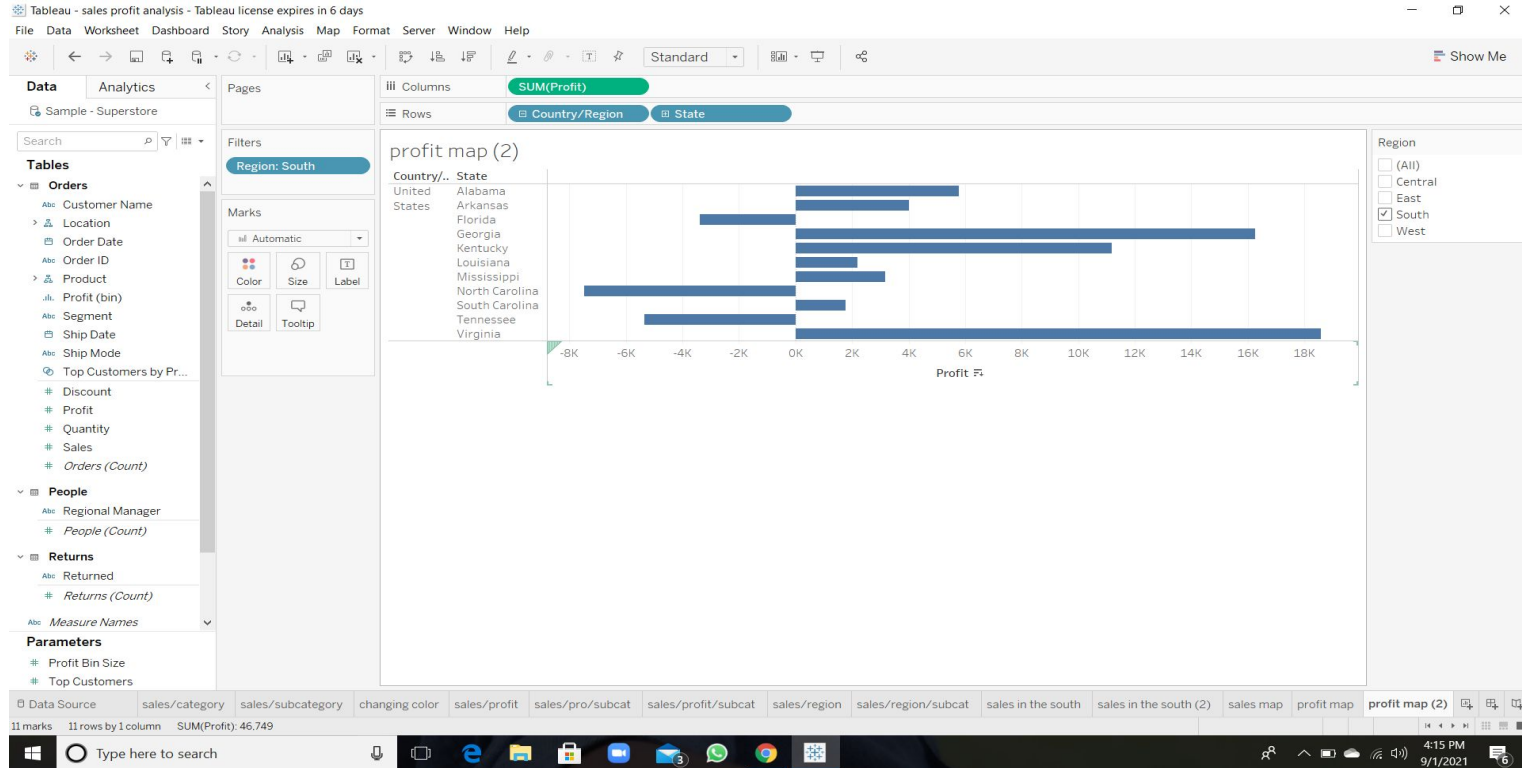 Tableau - sales profit analysis - Tableau license expires in 6 days
File Data Worksheet Dashboard Story Analysis Map Format Server Window Help
Standard
Show Me
Data Analytics
Sample - Superstore
Search
Tables
Orders
Abc Customer Name
Location
Order Date
Abc Order ID
Product
Profit (bin)
Abc Segment
Ship Date
Abc Ship Mode
Top Customers by Pr...
# Discount
# Profit
# Quantity
# Sales
# Orders (Count)
People
Abc Regional Manager
# People (Count)
Returns
Abc Returned
# Returns (Count)
Abc Measure Names
Parameters
# Profit Bin Size
# Top Customers
Pages
Filters
Region: South
Marks
Automatic
Color Size Label
Detail Tooltip
Columns SUM(Profit)
Rows Country/Region State
profit map (2)
Country/.. State
United States
Alabama
Arkansas
Florida
Georgia
Kentucky
Louisiana
Mississippi
North Carolina
South Carolina
Tennessee
Virginia
-8K -6K -4K -2K 0K 2K 4K 6K 8K 10K 12K 14K 16K 18K
Profit
Region
(All)
Central
East
South
West
Data Source sales/category sales/subcategory changing color sales/profit sales/pro/subcat sales/profit/subcat sales/region sales/region/subcat sales in the south sales in the south (2) sales map profit map profit map (2)
11 marks 11 rows by 1 column SUM(Profit): 46,749
Type here to search
3
4:15 PM
9/1/2021
6